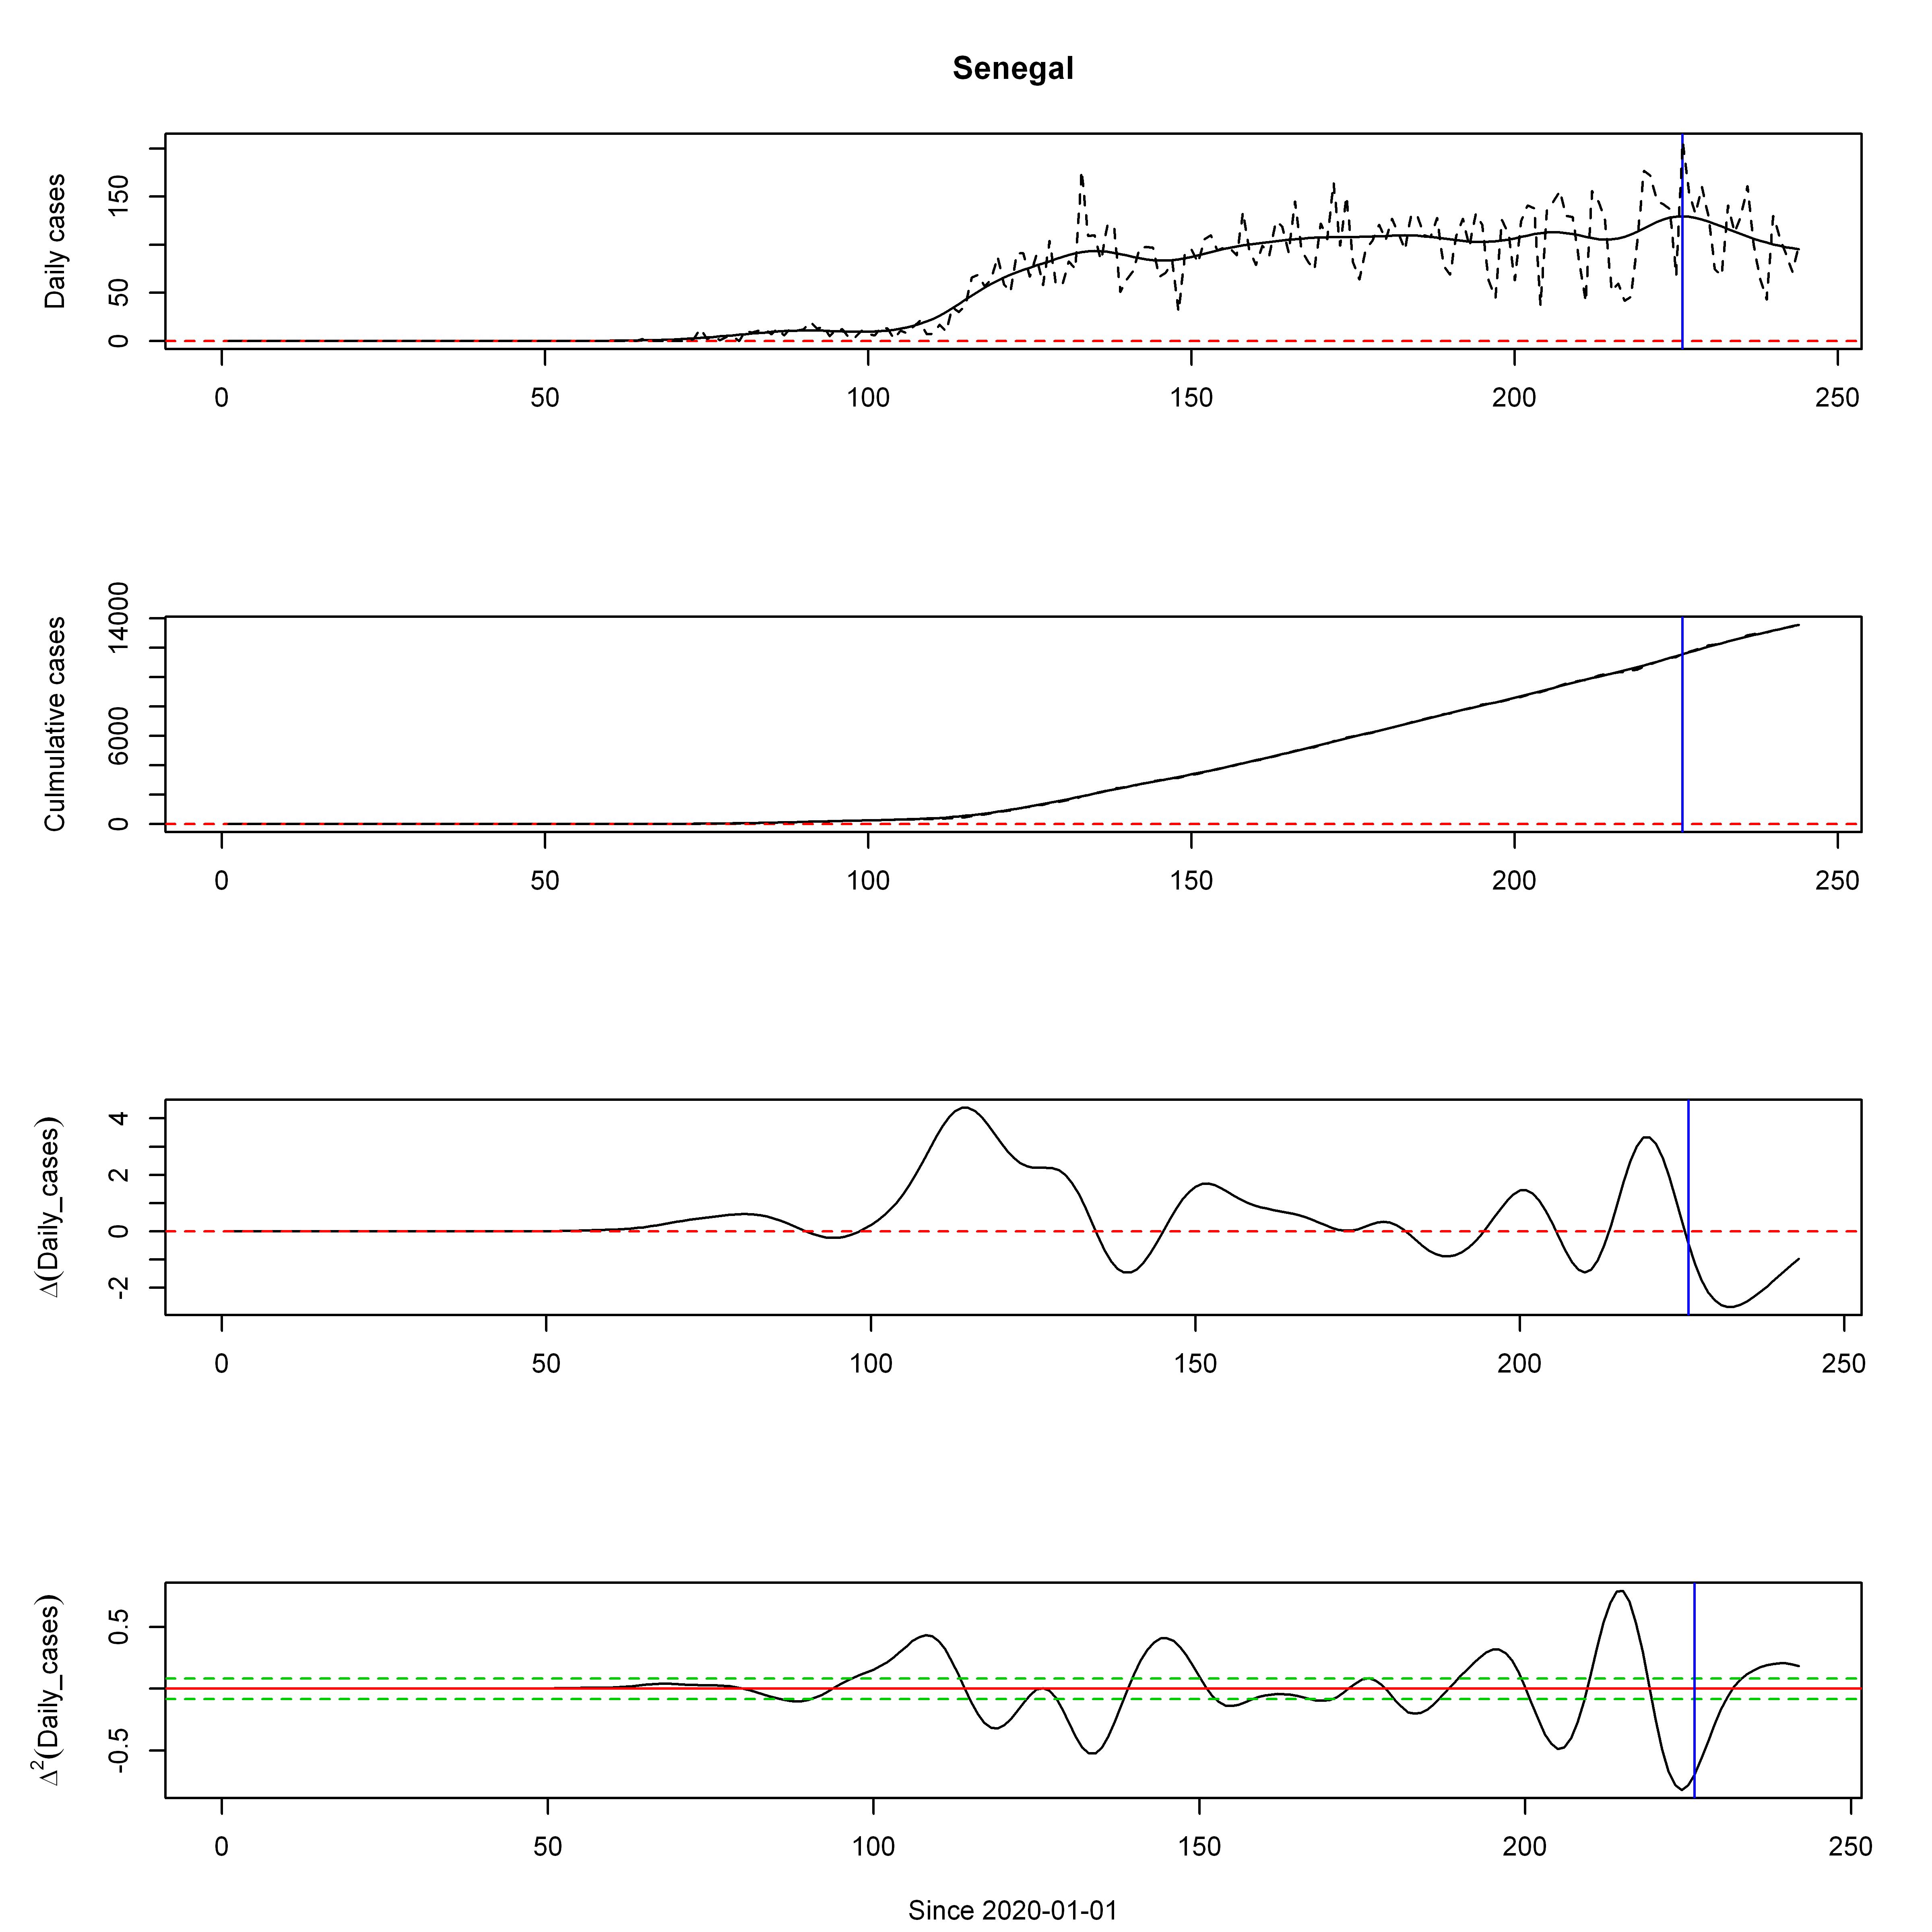 Senegal
Daily cases
0 50 150
0 50 100 150 200 250
Culmulative cases
0 6000 14000
0 50 100 150 200 250
Δ(Daily_cases)
-2 0 2 4
0 50 100 150 200 250
Δ²(Daily_cases)
-0.5 0.5
0 50 100 150 200 250
Since 2020-01-01